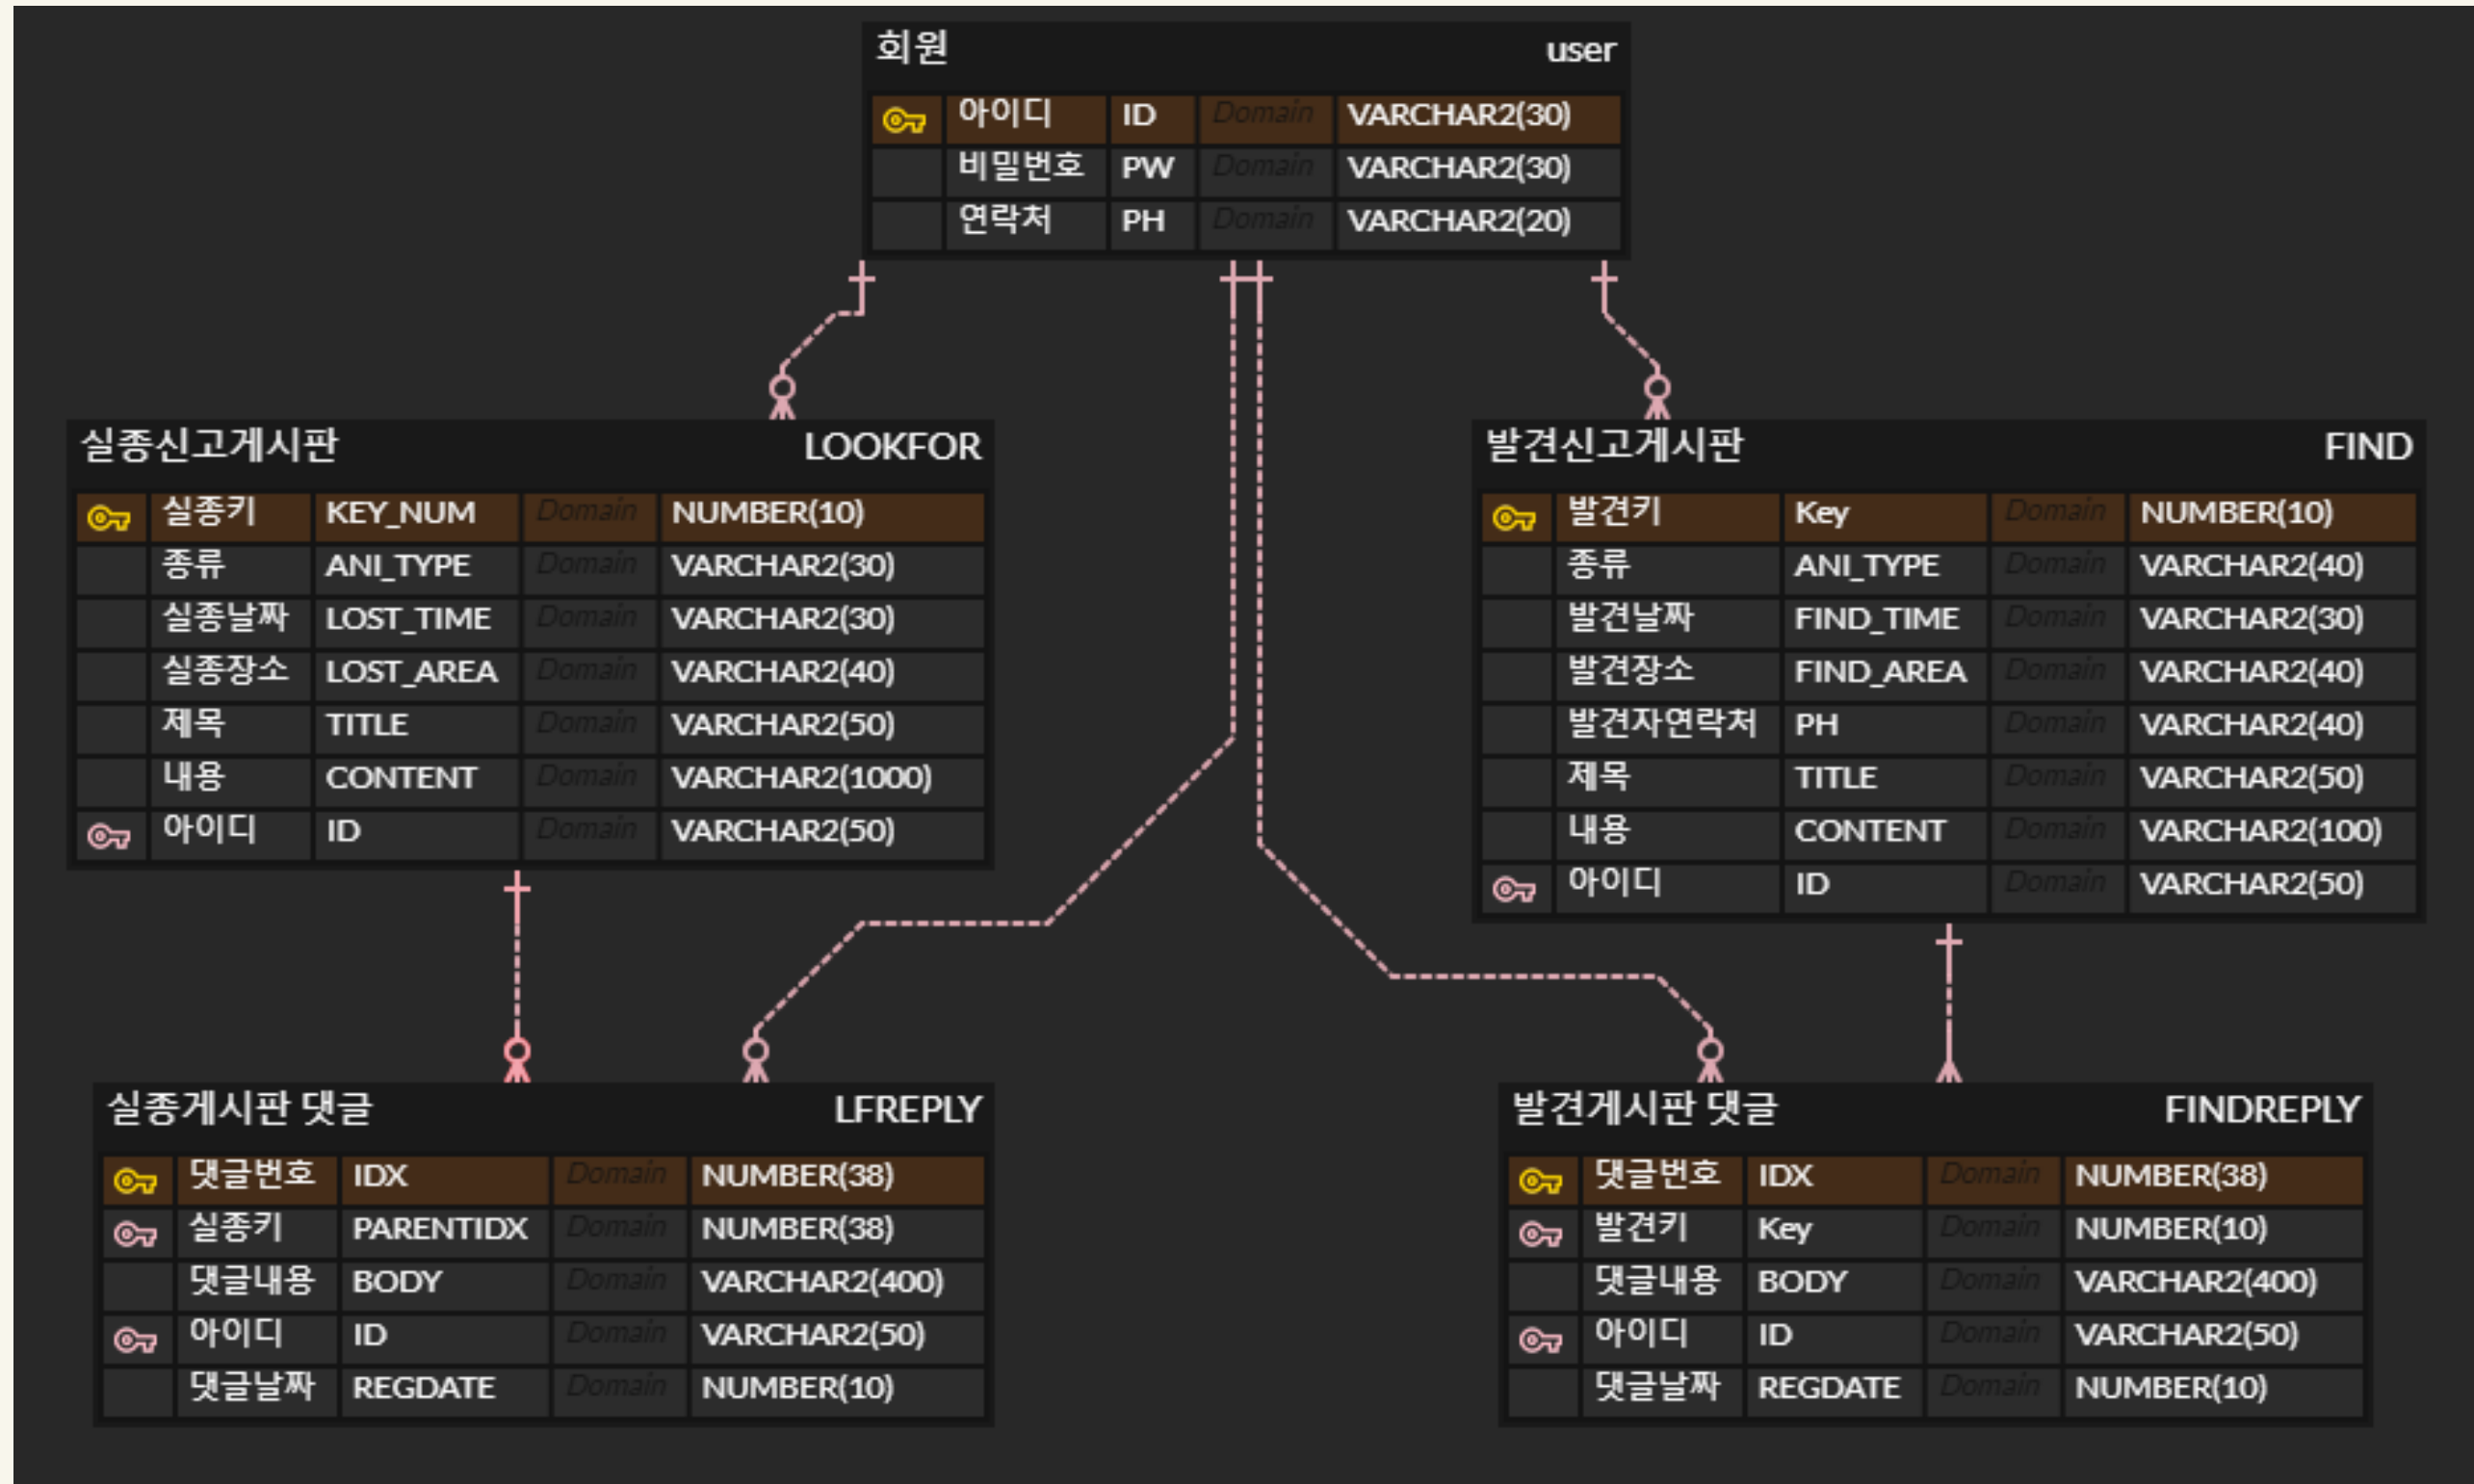 회원 user
아이디 ID Domain VARCHAR2(30)
비밀번호 PW Domain VARCHAR2(30)
연락처 PH Domain VARCHAR2(20)
실종신고게시판 LOOKFOR
실종키 KEY_NUM Domain NUMBER(10)
종류 ANI_TYPE Domain VARCHAR2(30)
실종날짜 LOST_TIME Domain VARCHAR2(30)
실종장소 LOST_AREA Domain VARCHAR2(40)
제목 TITLE Domain VARCHAR2(50)
내용 CONTENT Domain VARCHAR2(1000)
아이디 ID Domain VARCHAR2(50)
발견신고게시판 FIND
발견키 Key Domain NUMBER(10)
종류 ANI_TYPE Domain VARCHAR2(40)
발견날짜 FIND_TIME Domain VARCHAR2(30)
발견장소 FIND_AREA Domain VARCHAR2(40)
발견자연락처 PH Domain VARCHAR2(40)
제목 TITLE Domain VARCHAR2(50)
내용 CONTENT Domain VARCHAR2(100)
아이디 ID Domain VARCHAR2(50)
실종게시판 댓글 LFREPLY
댓글번호 IDX Domain NUMBER(38)
실종키 PARENTIDX Domain NUMBER(38)
댓글내용 BODY Domain VARCHAR2(400)
아이디 ID Domain VARCHAR2(50)
댓글날짜 REGDATE Domain NUMBER(10)
발견게시판 댓글 FINDREPLY
댓글번호 IDX Domain NUMBER(38)
발견키 Key Domain NUMBER(10)
댓글내용 BODY Domain VARCHAR2(400)
아이디 ID Domain VARCHAR2(50)
댓글날짜 REGDATE Domain NUMBER(10)